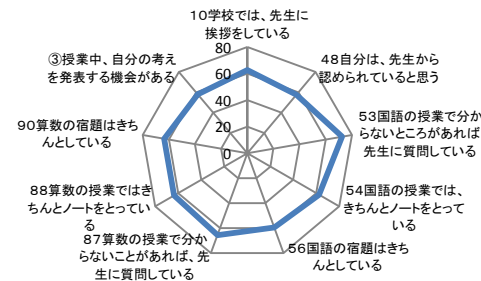 10学校では、先生に
挨拶をしている
48自分は、先生から
認められていると思う
53国語の授業で分か
らないところがあれば
先生に質問している
54国語の授業では、
きちんとノートをとって
いる
56国語の宿題はきち
んとしている
87算数の授業で分か
らないことがあれば、先
生に質問している
88算数の授業ではき
ちんとノートをとってい
る
90算数の宿題はきち
んとしている
③授業中、自分の考え
を発表する機会がある
80
60
40
20
0